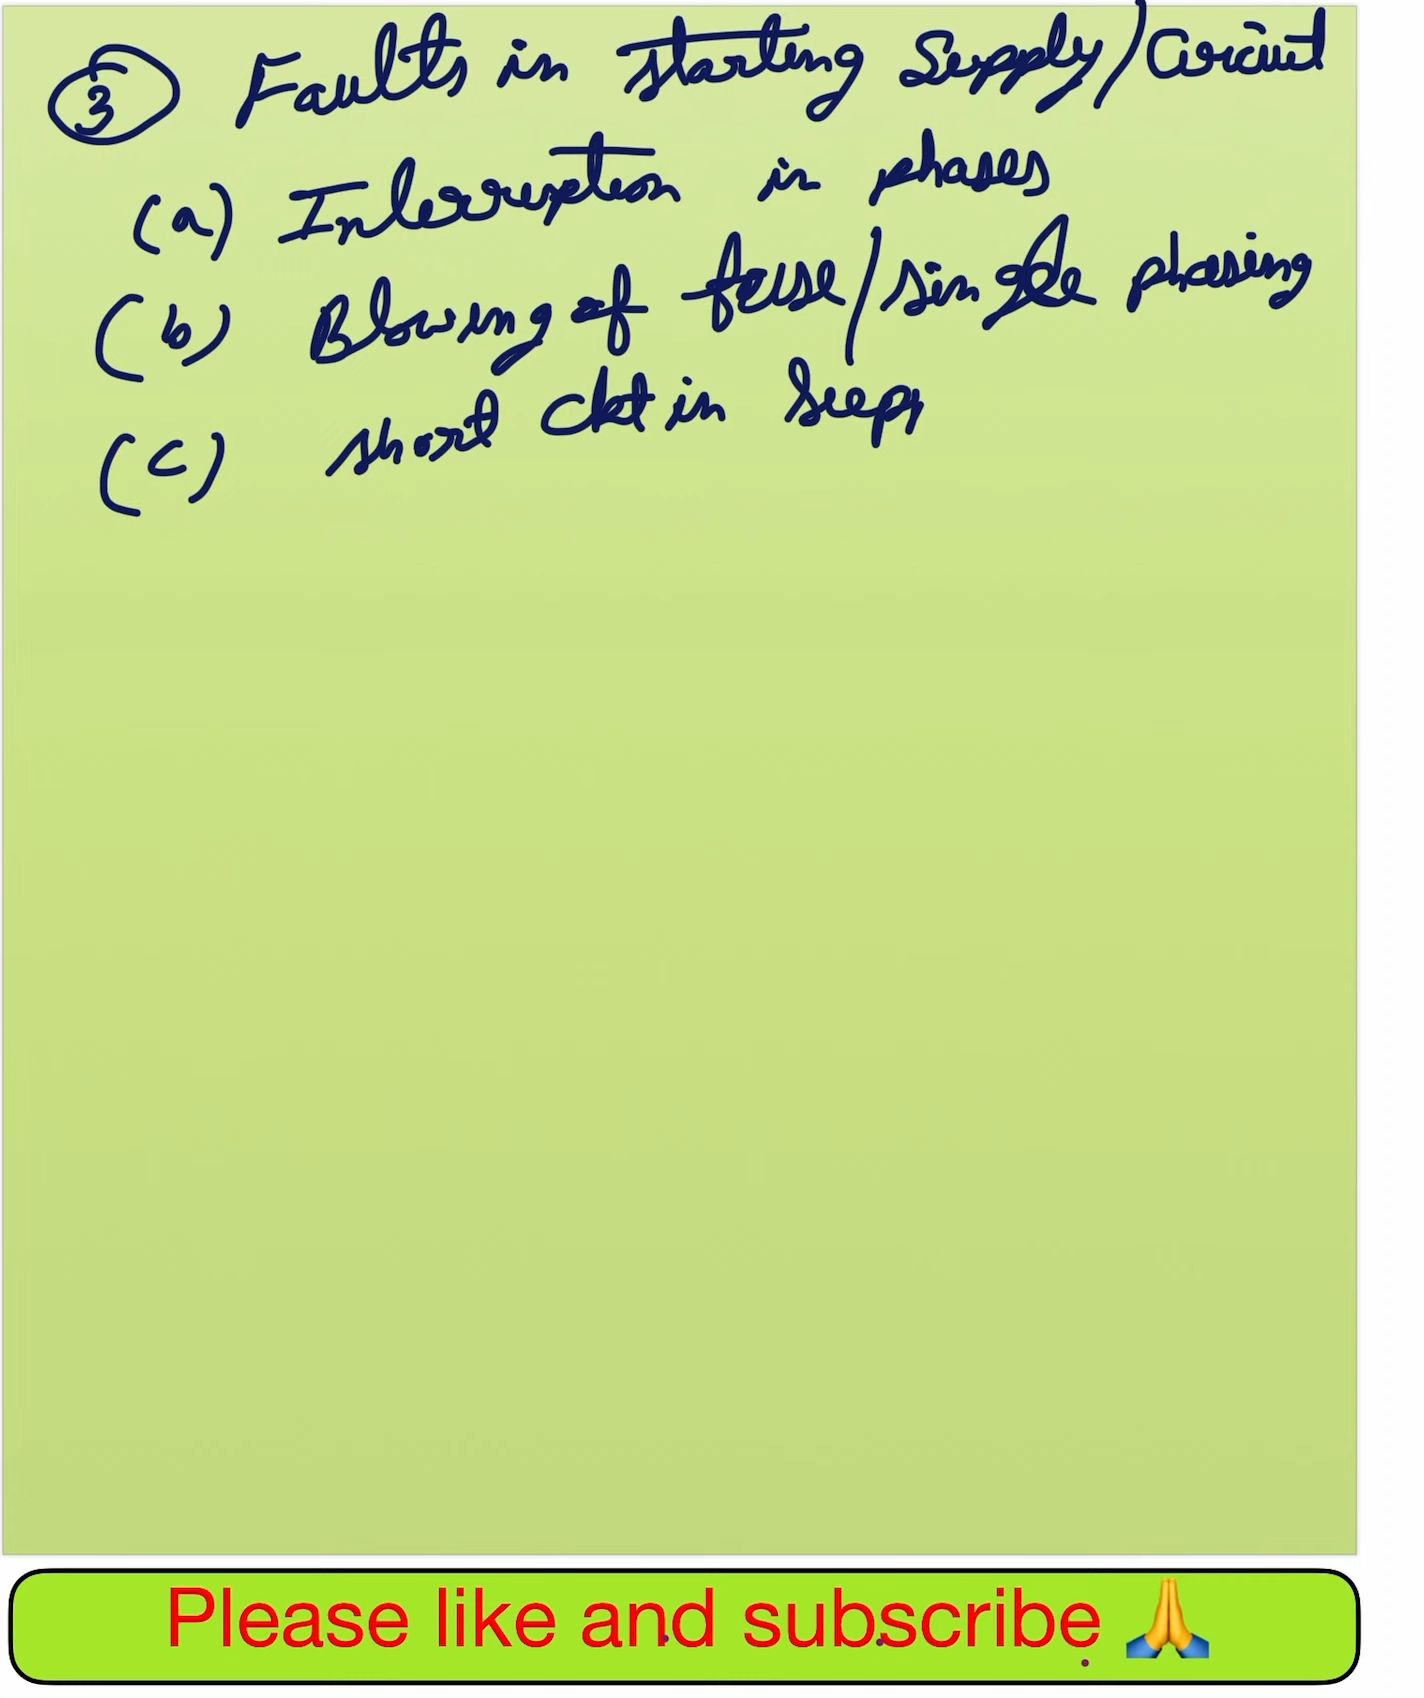 ③ Faults in starting Supply/Circuit
(a) Interruption in phases
(b) Blowing of fuse/single phasing
(c) short ckt in Supp
Please like and subscribe 🙏